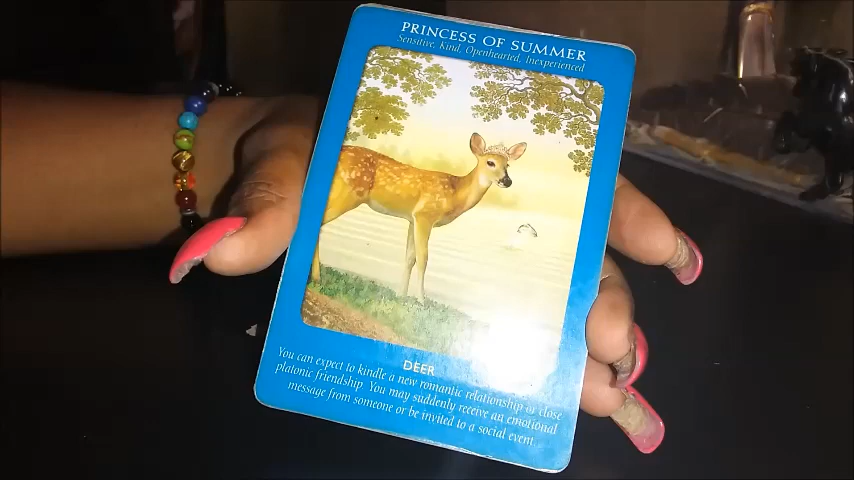 PRINCESS OF SUMMER
Sensitive, Kind, Openhearted, Inexperienced
DEER
You can expect to kindle a new romantic relationship or close
platonic friendship. You may suddenly receive an emotional
message from someone or be invited to a social event.